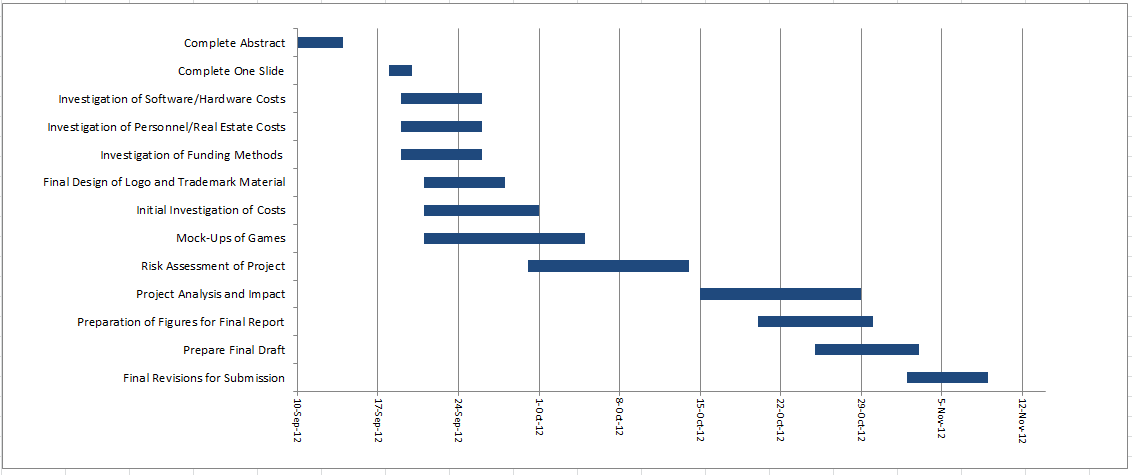 Complete Abstract
Complete One Slide
Investigation of Software/Hardware Costs
Investigation of Personnel/Real Estate Costs
Investigation of Funding Methods
Final Design of Logo and Trademark Material
Initial Investigation of Costs
Mock-Ups of Games
Risk Assessment of Project
Project Analysis and Impact
Preparation of Figures for Final Report
Prepare Final Draft
Final Revisions for Submission
10-Sep-12
17-Sep-12
24-Sep-12
1-Oct-12
8-Oct-12
15-Oct-12
22-Oct-12
29-Oct-12
5-Nov-12
12-Nov-12